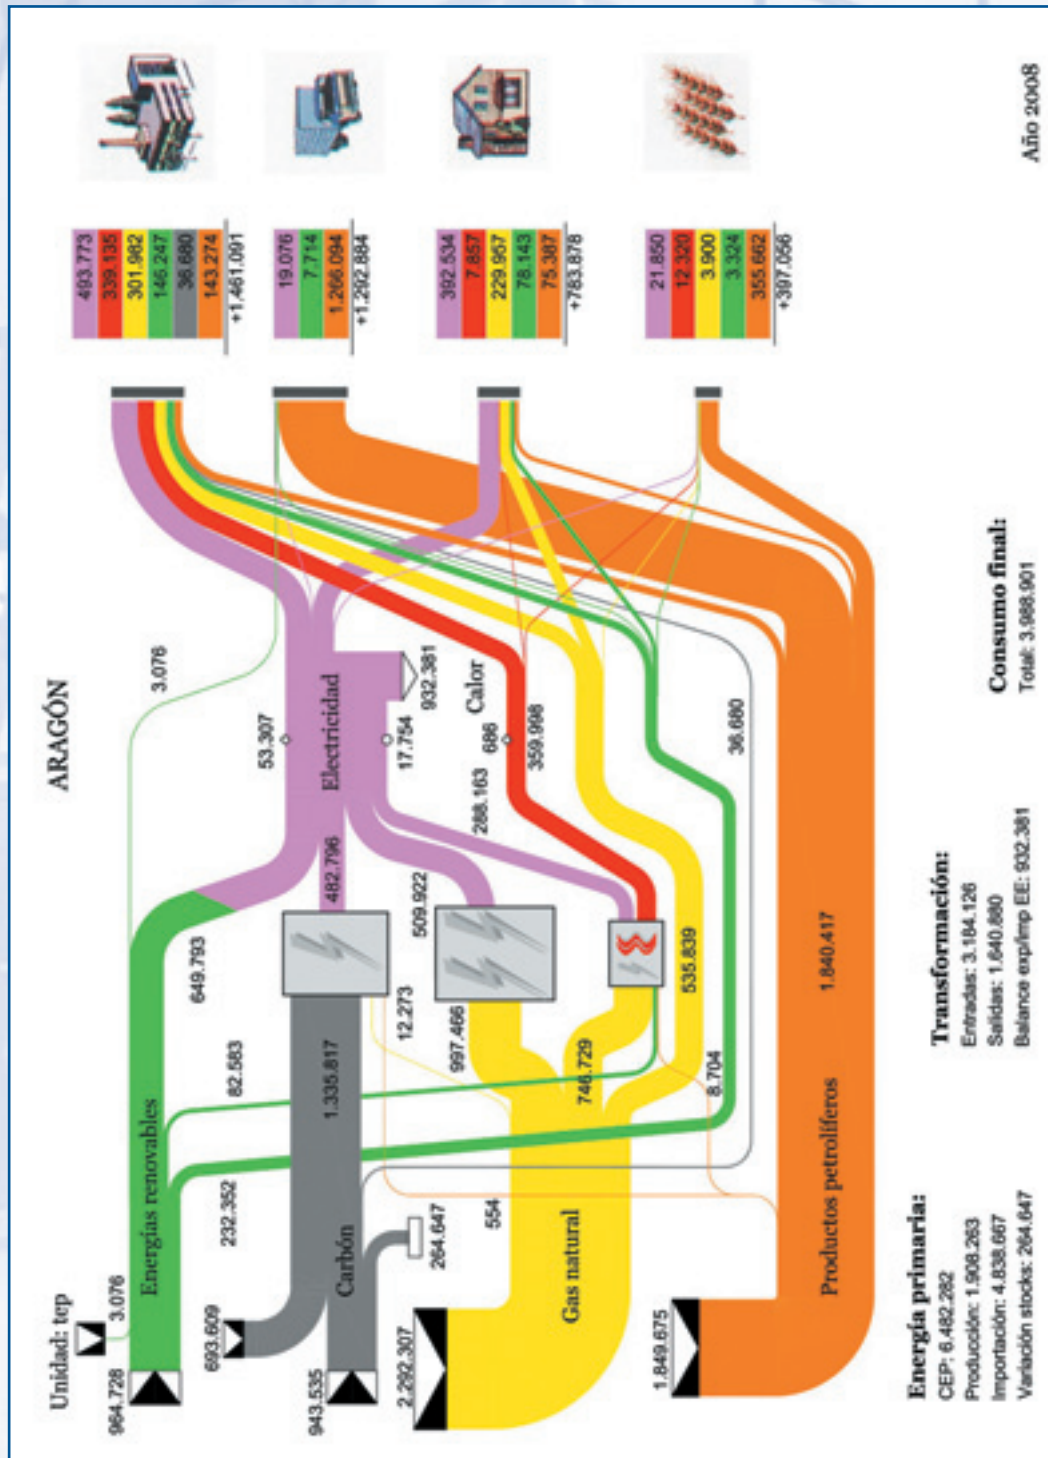 ARAGÓN
Unidad: tep
964.728
3.076
Energías renovables
232.352
82.583
649.793
3.076
693.609
943.535
Carbón
264.647
1.335.817
482.796
53.307
Electricidad
17.754
932.381
2.292.307
Gas natural
554
12.273
997.466
509.922
746.729
288.163
Calor
686
359.998
535.839
8.704
36.680
1.849.675
Productos petrolíferos
1.840.417
493.773
339.135
301.982
146.247
36.680
143.274
+1.461.091
19.076
7.714
1.266.094
+1.292.884
392.534
7.857
229.957
78.143
75.387
+783.878
21.850
12.320
3.900
3.324
355.662
+397.056
Energía primaria:
CEP: 6.482.282
Producción: 1.908.263
Importación: 4.838.667
Variación stocks: 264.647
Transformación:
Entradas: 3.184.126
Salidas: 1.640.880
Balance exp/imp EE: 932.381
Consumo final:
Total: 3.988.901
Año 2008